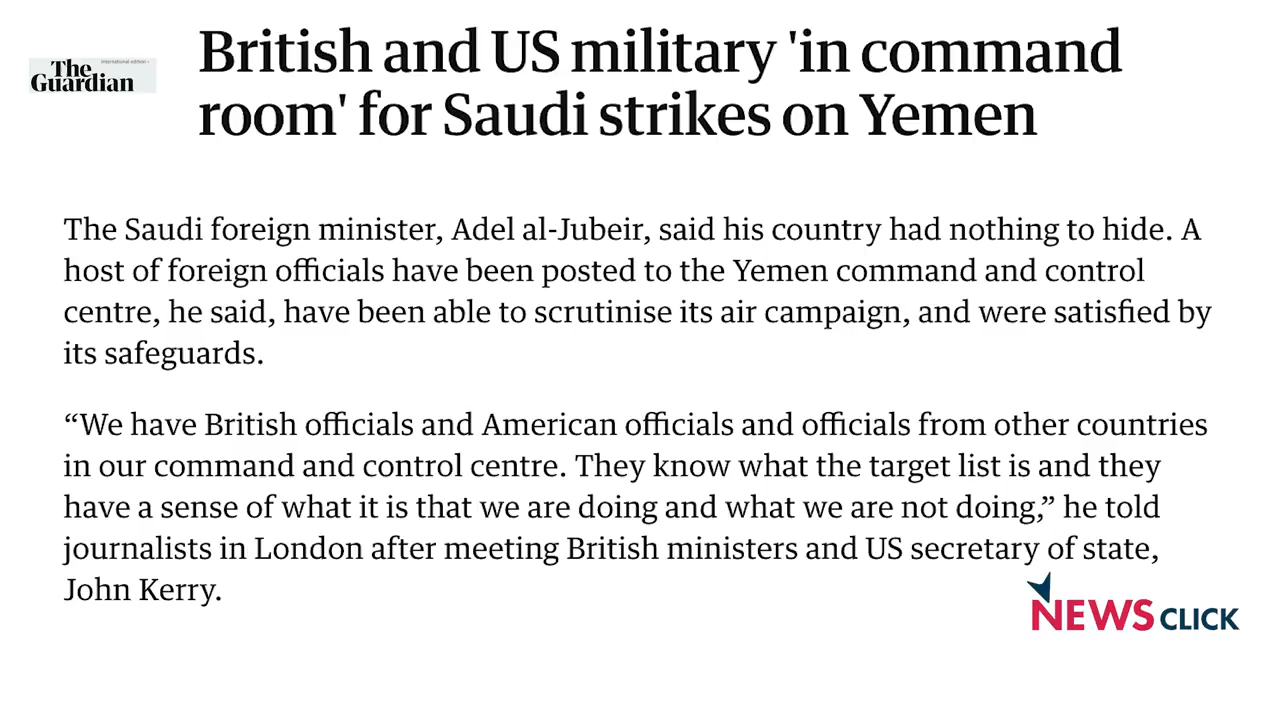 The
Guardian
International edition
British and US military 'in command
room' for Saudi strikes on Yemen
The Saudi foreign minister, Adel al-Jubeir, said his country had nothing to hide. A
host of foreign officials have been posted to the Yemen command and control
centre, he said, have been able to scrutinise its air campaign, and were satisfied by
its safeguards.
“We have British officials and American officials and officials from other countries
in our command and control centre. They know what the target list is and they
have a sense of what it is that we are doing and what we are not doing,” he told
journalists in London after meeting British ministers and US secretary of state,
John Kerry.
NEWS CLICK